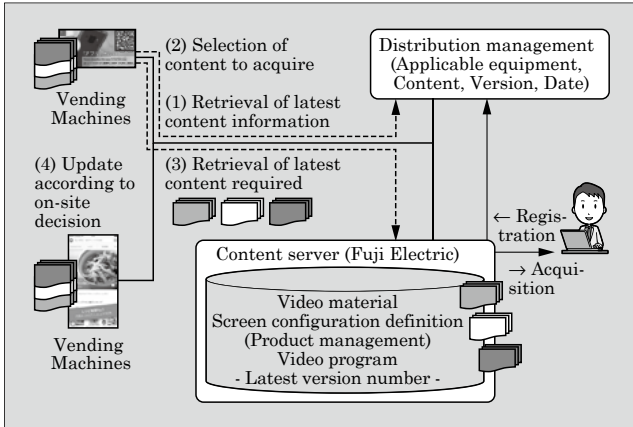 (2) Selection of
content to acquire
Distribution management
(Applicable equipment,
Content, Version, Date)
Vending
Machines
(1) Retrieval of latest
content information
(4) Update
according to
on-site
decision
(3) Retrieval of latest
content required
← Regis-
tration
→ Acqui-
sition
Content server (Fuji Electric)
Video material
Screen configuration definition
(Product management)
Video program
- Latest version number -
Vending
Machines